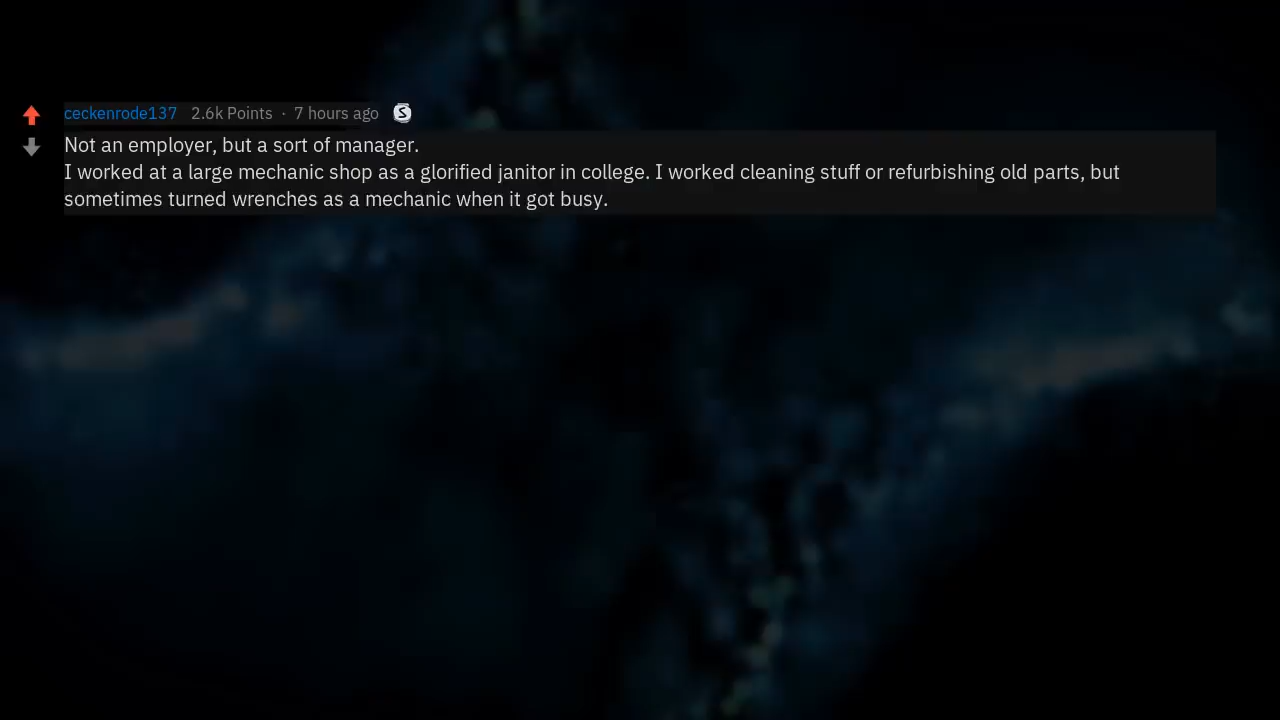 ceckenrode137 2.6k Points · 7 hours ago S
Not an employer, but a sort of manager.
I worked at a large mechanic shop as a glorified janitor in college. I worked cleaning stuff or refurbishing old parts, but
sometimes turned wrenches as a mechanic when it got busy.